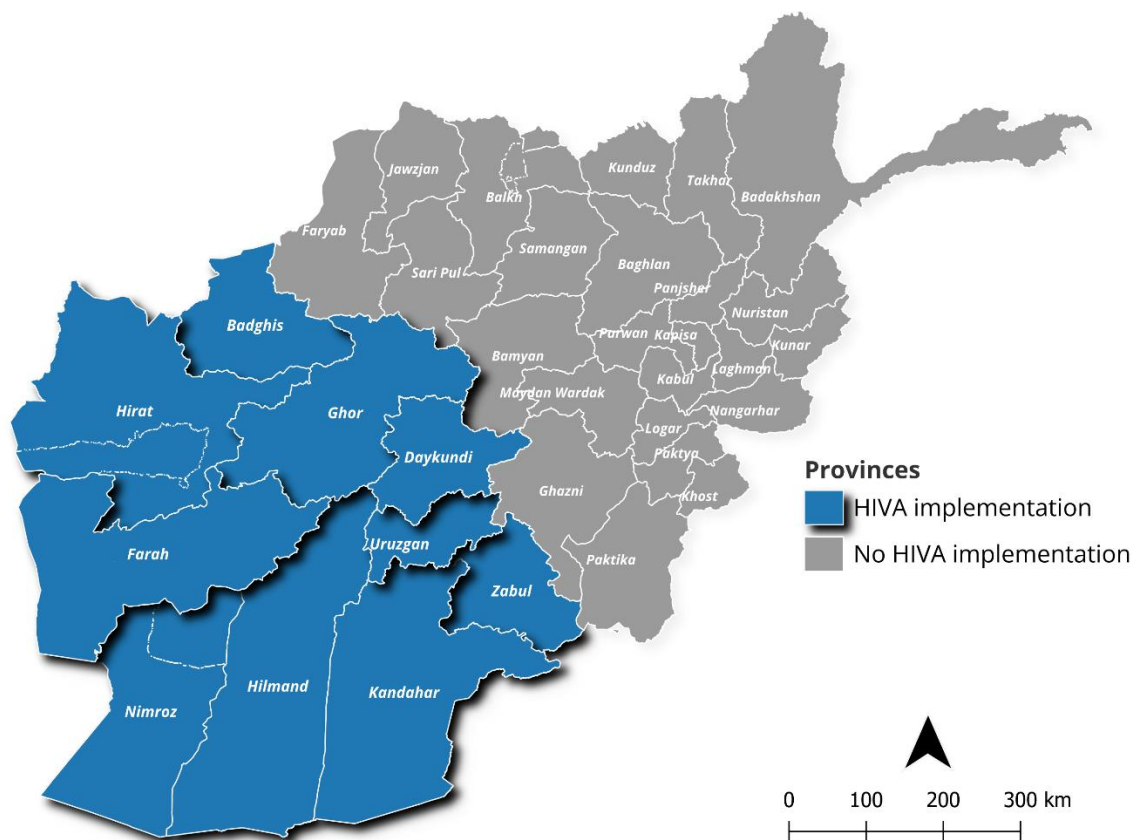 Jawzjan
Balkh
Kunduz
Takhar
Badakhshan
Faryab
Sari Pul
Samangan
Baghlan
Panjsher
Nuristan
Badghis
Bamyan
Parwan
Kapisa
Kunar
Laghman
Kabul
Maydan Wardak
Nangarhar
Hirat
Ghor
Logar
Daykundi
Paktya
Ghazni
Khost
Farah
Uruzgan
Paktika
Zabul
Hilmand
Kandahar
Nimroz
Provinces
HIVA implementation
No HIVA implementation
0 100 200 300 km